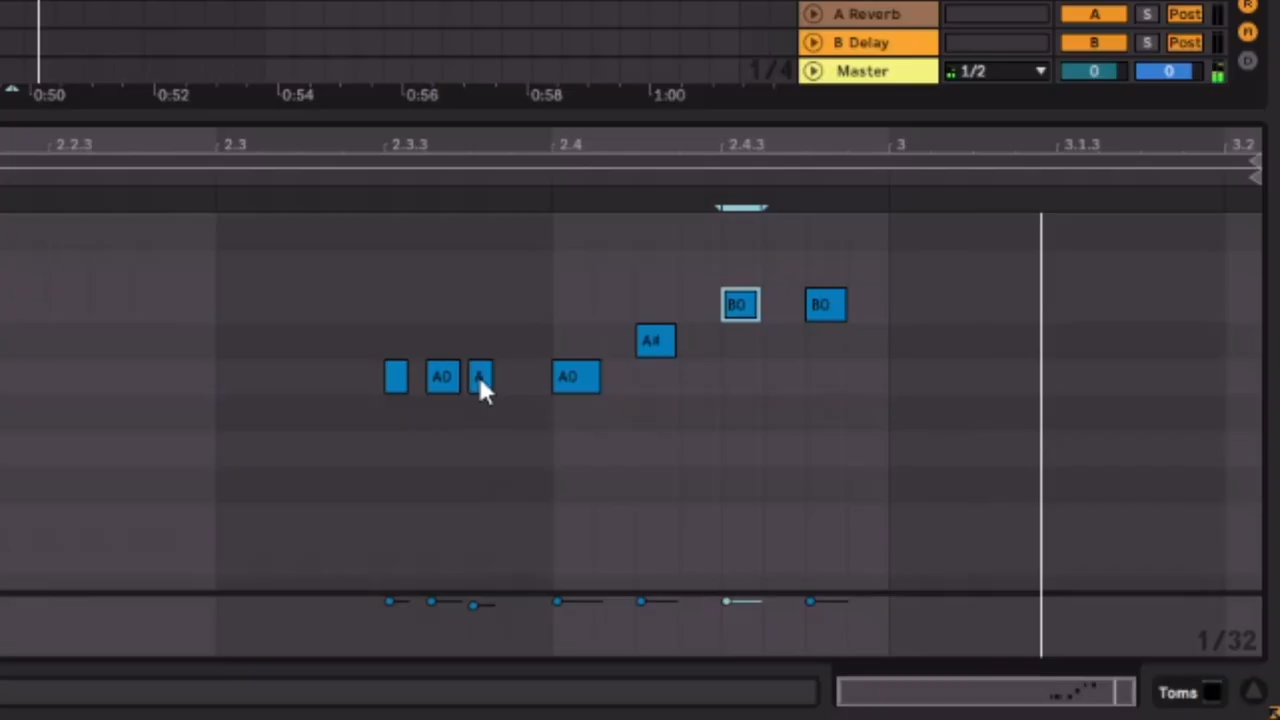 A Reverb A S Post R
B Delay B S Post
1/4 Master 1/2 0 0 D
0:50 0:52 0:54 0:56 0:58 1:00
2.2.3 2.3 2.3.3 2.4 2.4.3 3 3.1.3 3.2
B0 B0
A#
A0 A0
1/32
Toms